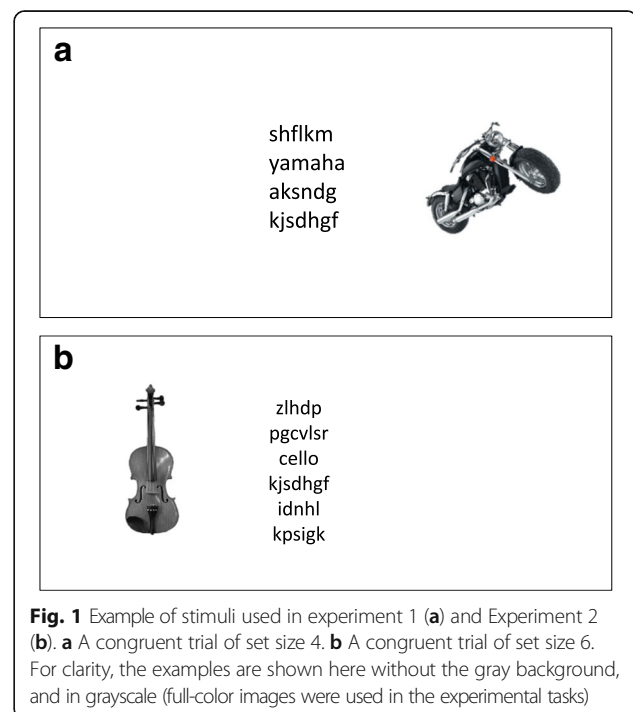 a
shflkm
yamaha
aksndg
kjsdhgf
b
zlhdp
pgcvlsr
cello
kjsdhgf
idnhl
kpsigk
Fig. 1 Example of stimuli used in experiment 1 (a) and Experiment 2
(b). a A congruent trial of set size 4. b A congruent trial of set size 6.
For clarity, the examples are shown here without the gray background,
and in grayscale (full-color images were used in the experimental tasks)